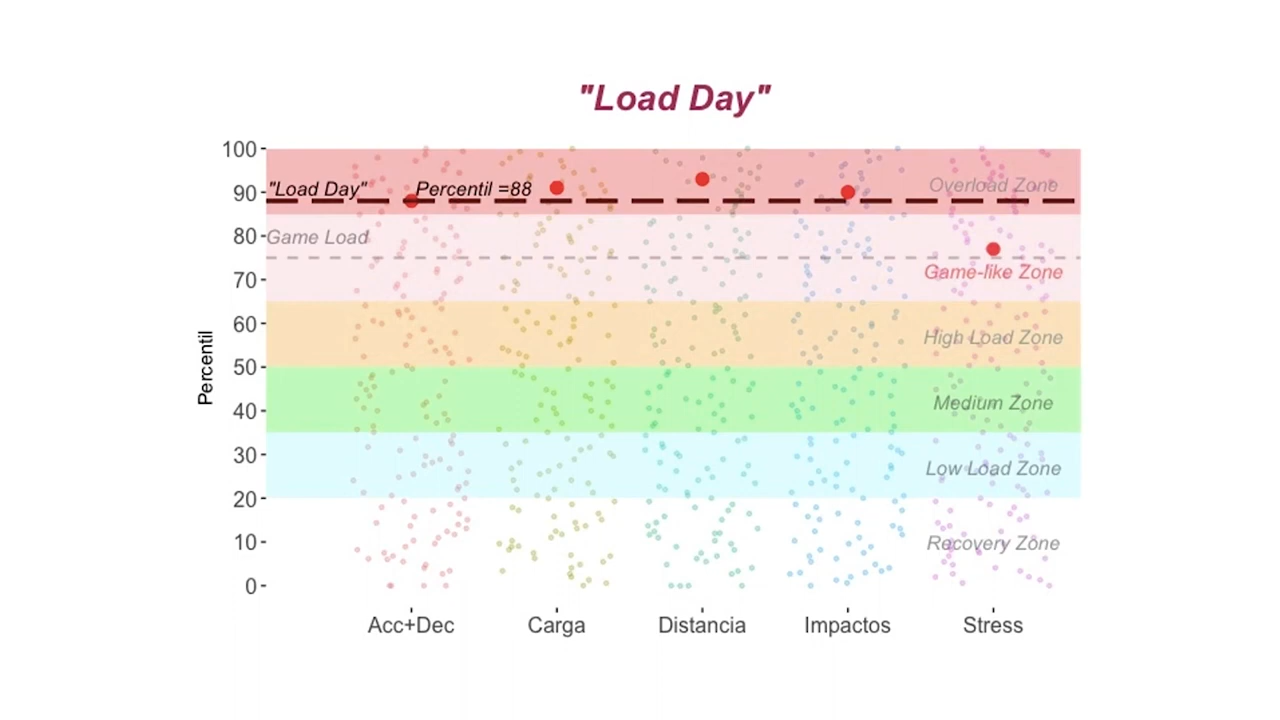 "Load Day"
100
90
80
70
60
50
40
30
20
10
0
Percentil
"Load Day" Percentil =88
Game Load
Overload Zone
Game-like Zone
High Load Zone
Medium Zone
Low Load Zone
Recovery Zone
Acc+Dec Carga Distancia Impactos Stress